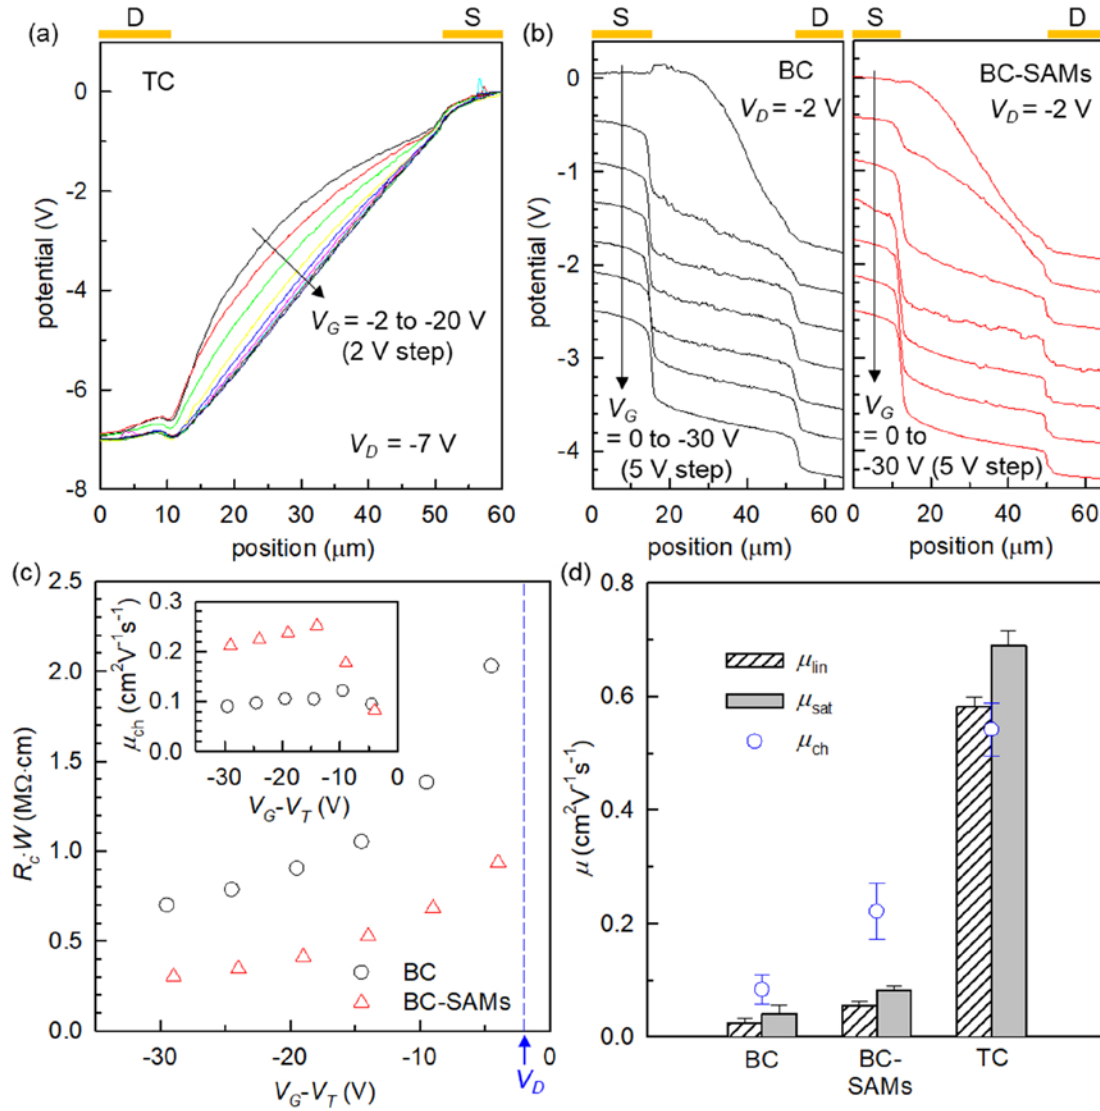 D S
S D
S D
(a)
TC
0
-2
-4
-6
-8
potential (V)
V_G = -2 to -20 V
(2 V step)
V_D = -7 V
0 10 20 30 40 50 60
position (μm)
(b)
BC
V_D = -2 V
0
-1
-2
-3
-4
potential (V)
V_G
= 0 to -30 V
(5 V step)
0 20 40 60
position (μm)
BC-SAMs
V_D = -2 V
V_G
= 0 to
-30 V (5 V step)
0 20 40 60
position (μm)
(c)
2.5
2.0
1.5
1.0
0.5
0.0
R_c·W (MΩ·cm)
0.3
0.2
0.1
0.0
μ_ch (cm²V⁻¹s⁻¹)
-30 -20 -10 0
V_G-V_T (V)
BC
BC-SAMs
-30 -20 -10 0
V_G-V_T (V)
V_D
(d)
0.8
0.6
0.4
0.2
0.0
μ (cm²V⁻¹s⁻¹)
μ_lin
μ_sat
μ_ch
BC BC- TC
SAMs